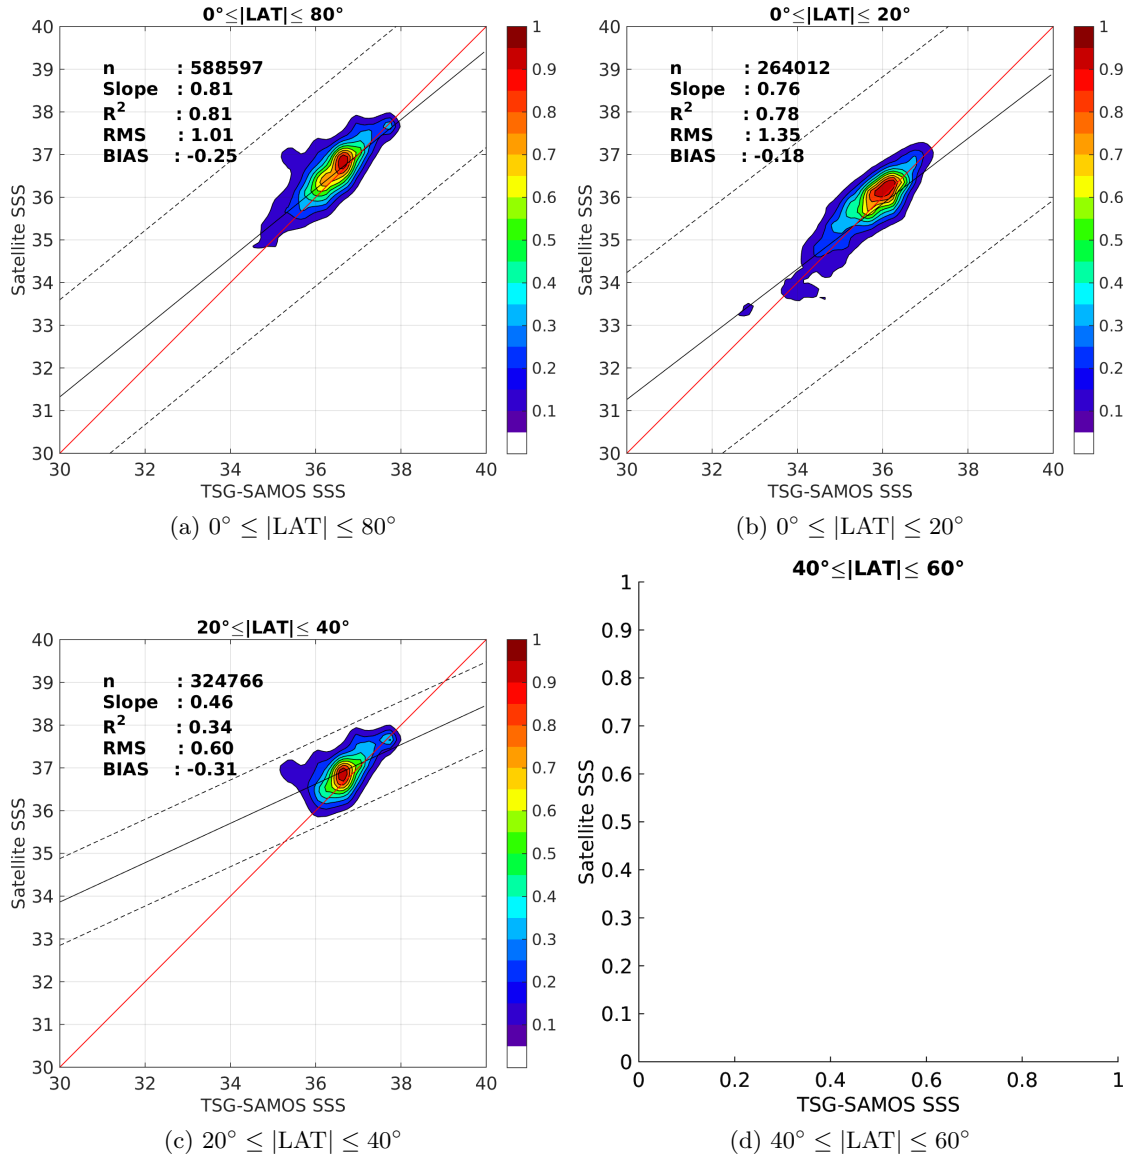 0°≤|LAT|≤ 80°
40
39
38
37
36
35
34
33
32
31
30
Satellite SSS
n : 588597
Slope : 0.81
R² : 0.81
RMS : 1.01
BIAS : -0.25
30 32 34 36 38 40
TSG-SAMOS SSS
1
0.9
0.8
0.7
0.6
0.5
0.4
0.3
0.2
0.1
(a) 0° ≤ |LAT| ≤ 80°
0°≤|LAT|≤ 20°
40
39
38
37
36
35
34
33
32
31
30
Satellite SSS
n : 264012
Slope : 0.76
R² : 0.78
RMS : 1.35
BIAS : -0.18
30 32 34 36 38 40
TSG-SAMOS SSS
1
0.9
0.8
0.7
0.6
0.5
0.4
0.3
0.2
0.1
(b) 0° ≤ |LAT| ≤ 20°
20°≤|LAT|≤ 40°
40
39
38
37
36
35
34
33
32
31
30
Satellite SSS
n : 324766
Slope : 0.46
R² : 0.34
RMS : 0.60
BIAS : -0.31
30 32 34 36 38 40
TSG-SAMOS SSS
1
0.9
0.8
0.7
0.6
0.5
0.4
0.3
0.2
0.1
(c) 20° ≤ |LAT| ≤ 40°
40°≤|LAT|≤ 60°
1
0.9
0.8
0.7
0.6
0.5
0.4
0.3
0.2
0.1
0
Satellite SSS
0 0.2 0.4 0.6 0.8 1
TSG-SAMOS SSS
(d) 40° ≤ |LAT| ≤ 60°